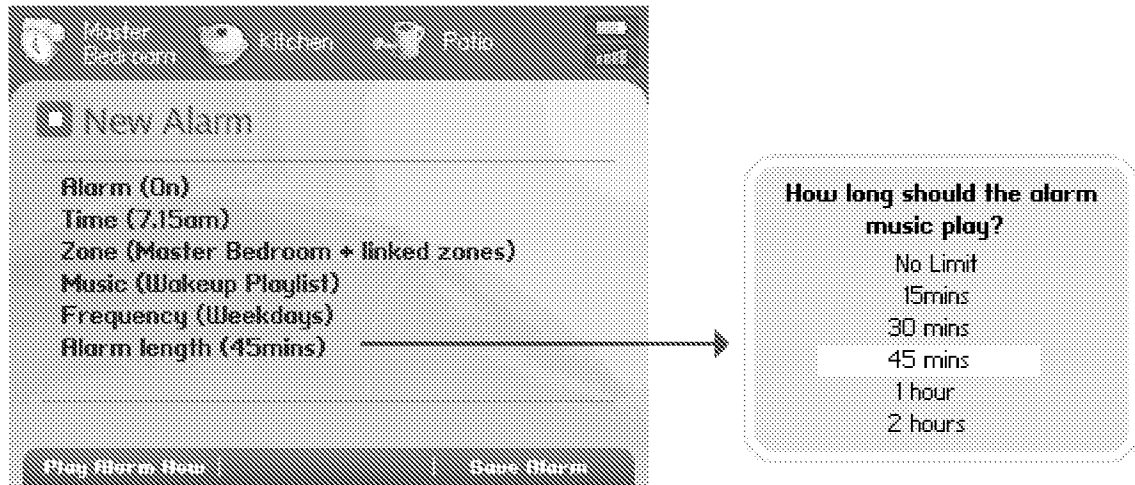 Master
Bedroom
Kitchen
Patio
New Alarm
Alarm (On)
Time (7.15am)
Zone (Master Bedroom + linked zones)
Music (Wakeup Playlist)
Frequency (Weekdays)
Alarm length (45mins)
Play Alarm Now
Save Alarm
How long should the alarm
music play?
No Limit
15mins
30 mins
45 mins
1 hour
2 hours